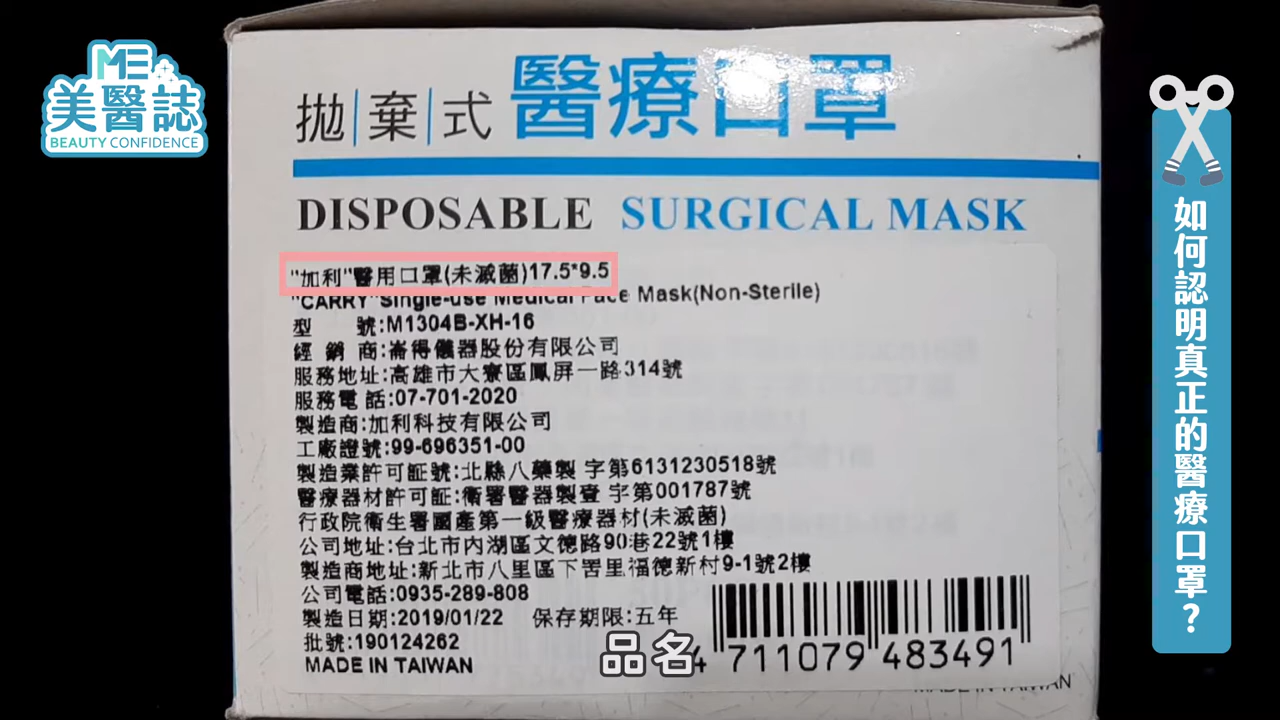 ME
美醫誌
BEAUTY CONFIDENCE
拋棄式 醫療口罩
DISPOSABLE SURGICAL MASK
"加利"醫用口罩(未滅菌)17.5*9.5
"CARRY"Single-use Medical Face Mask(Non-Sterile)
型 號:M1304B-XH-16
經 銷 商:崙得儀器股份有限公司
服務地址:高雄市大寮區鳳屏一路314號
服務電話:07-701-2020
製造商:加利科技有限公司
工廠證號:99-696351-00
製造業許可証號:北縣八藥製 字第6131230518號
醫療器材許可証:衛署醫器製壹 字第001787號
行政院衛生署國產第一級醫療器材(未滅菌)
公司地址:台北市內湖區文德路90巷22號1樓
製造商地址:新北市八里區下罟里福德新村9-1號2樓
公司電話:0935-289-808
製造日期:2019/01/22 保存期限:五年
批號:190124262
MADE IN TAIWAN
4 711079 483491
MADE IN TAIWAN
品名
如何認明真正的醫療口罩?